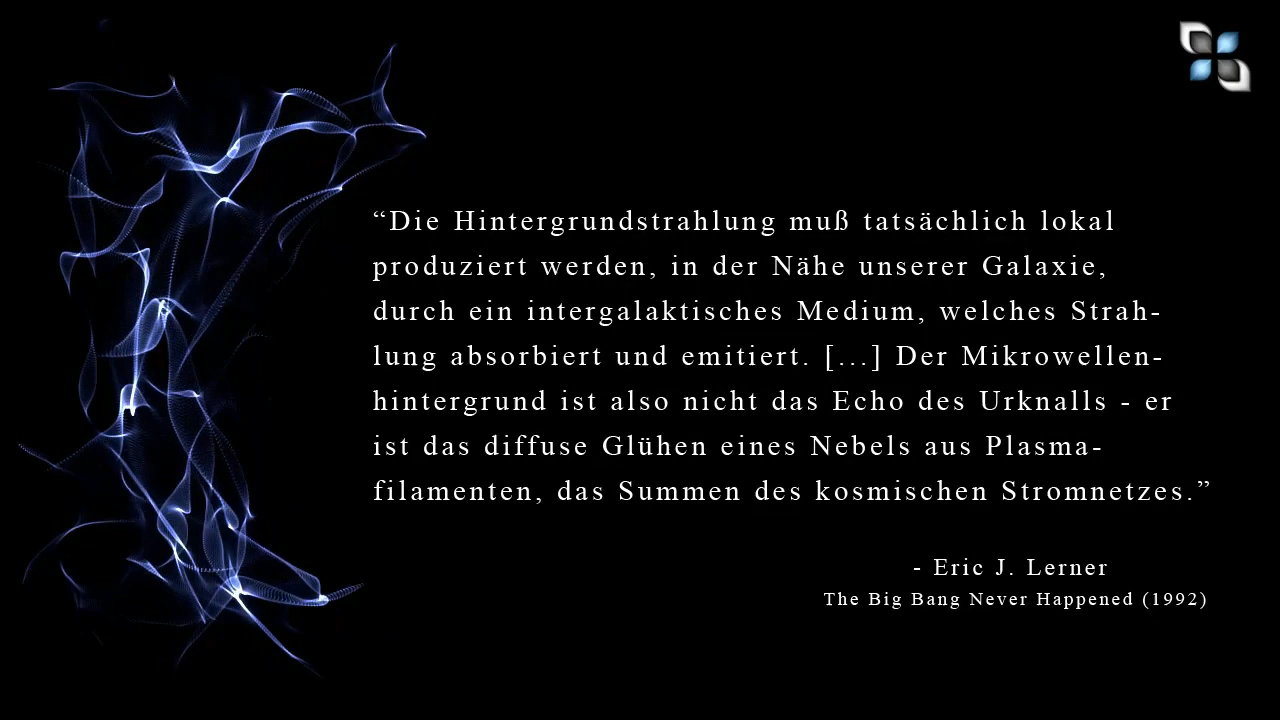 “Die Hintergrundstrahlung muß tatsächlich lokal
produziert werden, in der Nähe unserer Galaxie,
durch ein intergalaktisches Medium, welches Strah-
lung absorbiert und emitiert. [...] Der Mikrowellen-
hintergrund ist also nicht das Echo des Urknalls - er
ist das diffuse Glühen eines Nebels aus Plasma-
filamenten, das Summen des kosmischen Stromnetzes.”
- Eric J. Lerner
The Big Bang Never Happened (1992)